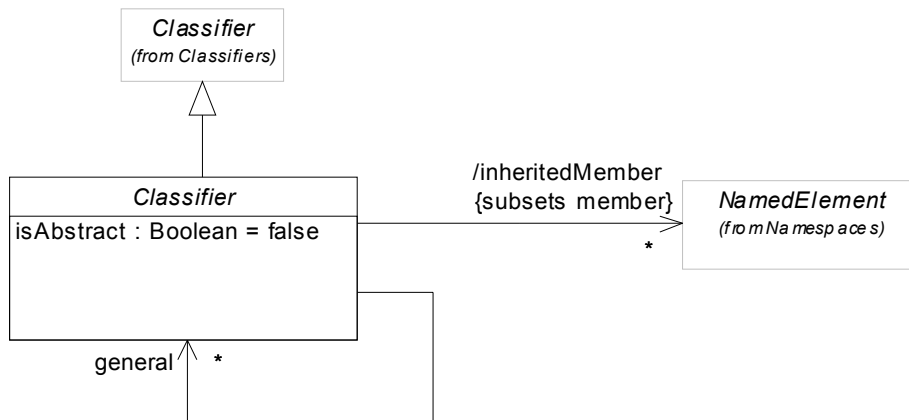 Classifier
(from Classifiers)
Classifier
isAbstract : Boolean = false
/inheritedMember
{subsets member}
*
NamedElement
(from Namespaces)
general
*